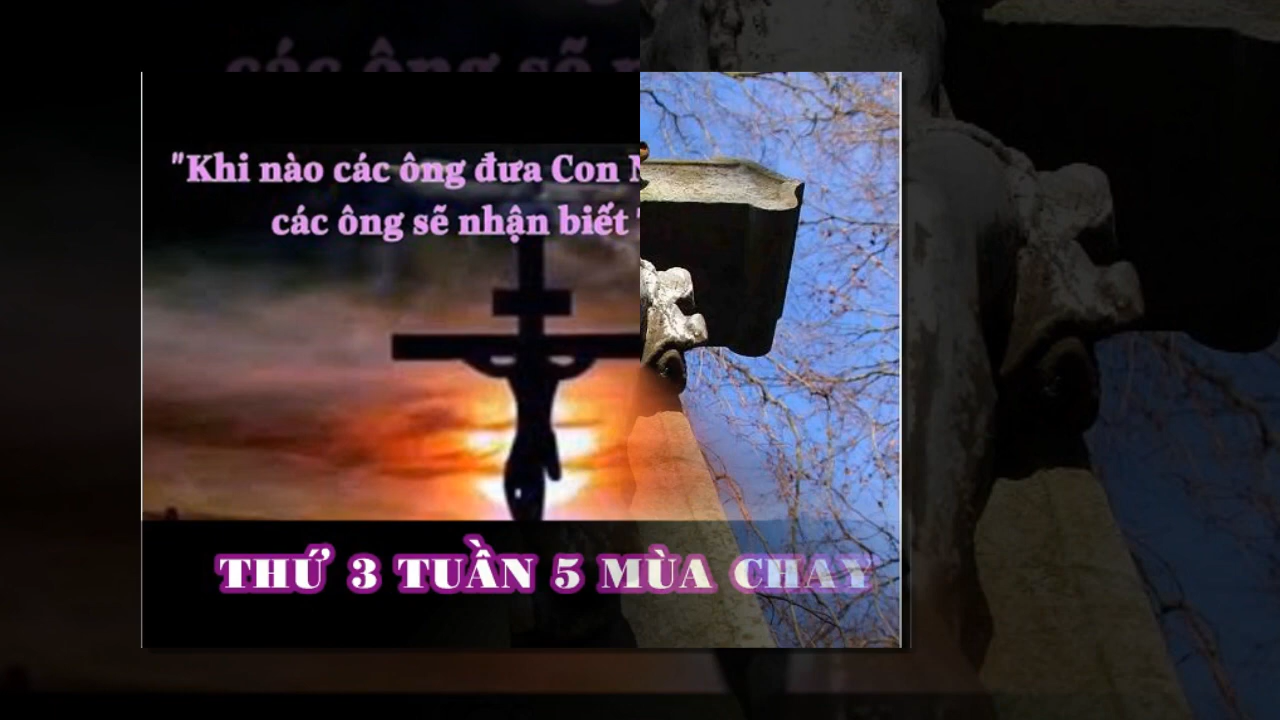 "Khi nào các ông đưa Con
các ông sẽ nhận biết
THỨ 3 TUẦN 5 MÙA CHAY